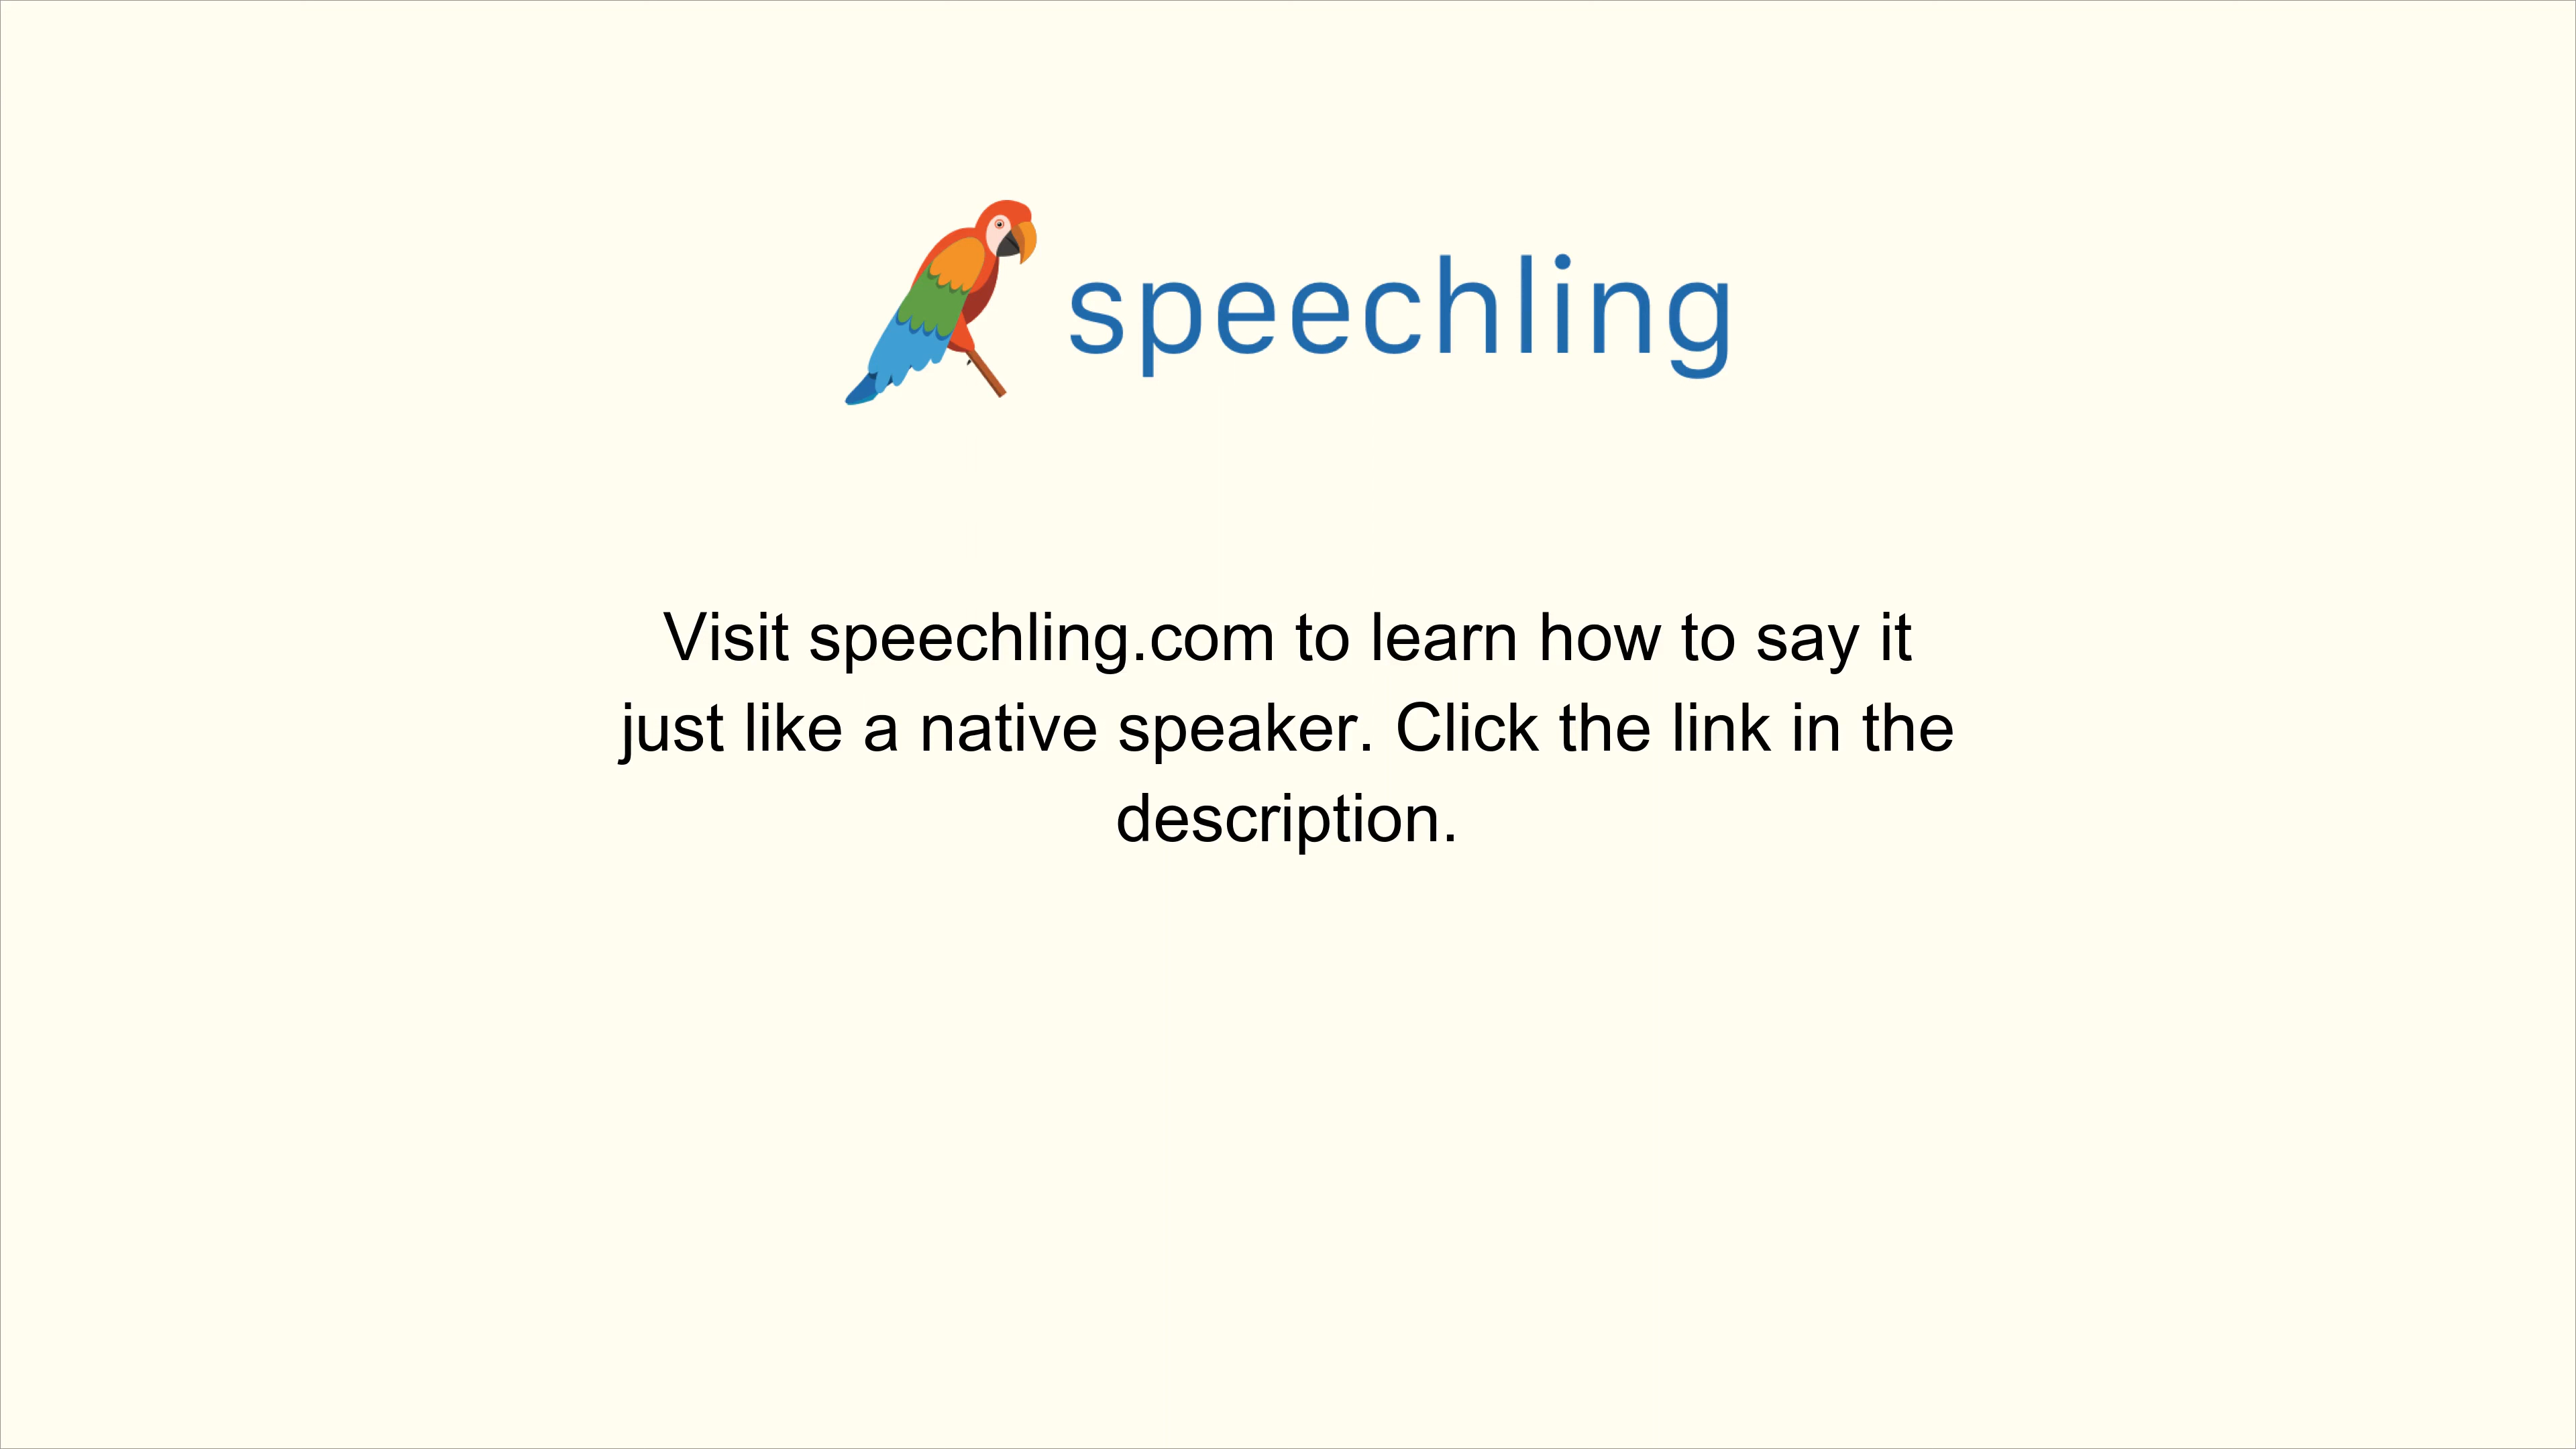 speechling
Visit speechling.com to learn how to say it
just like a native speaker. Click the link in the
description.